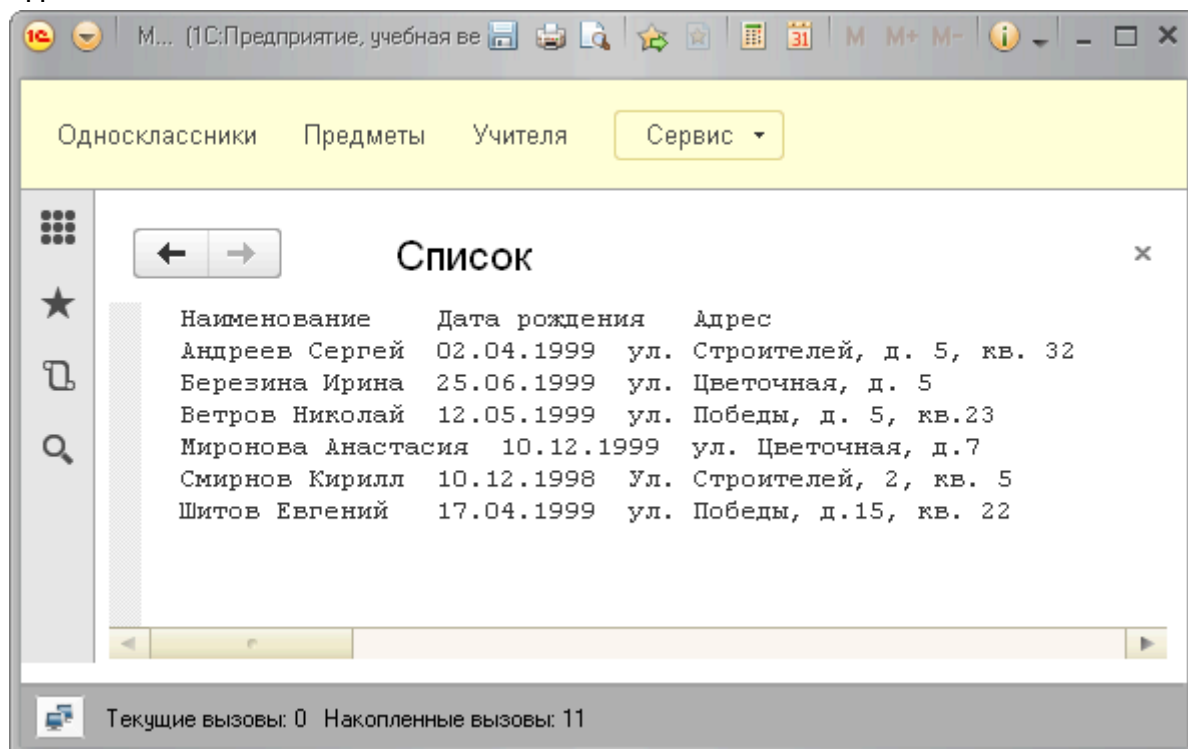 М... (1С:Предприятие, учебная ве 31 М М+ М-
Одноклассники Предметы Учителя Сервис
Список
Наименование Дата рождения Адрес
Андреев Сергей 02.04.1999 ул. Строителей, д. 5, кв. 32
Березина Ирина 25.06.1999 ул. Цветочная, д. 5
Ветров Николай 12.05.1999 ул. Победы, д. 5, кв.23
Миронова Анастасия 10.12.1999 ул. Цветочная, д.7
Смирнов Кирилл 10.12.1998 Ул. Строителей, 2, кв. 5
Шитов Евгений 17.04.1999 ул. Победы, д.15, кв. 22
Текущие вызовы: 0 Накопленные вызовы: 11